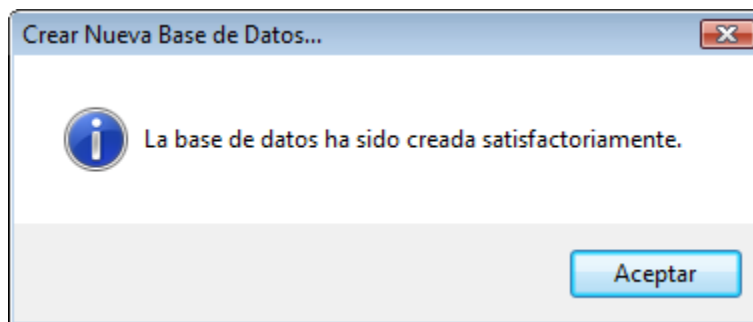 Crear Nueva Base de Datos...
La base de datos ha sido creada satisfactoriamente.
Aceptar